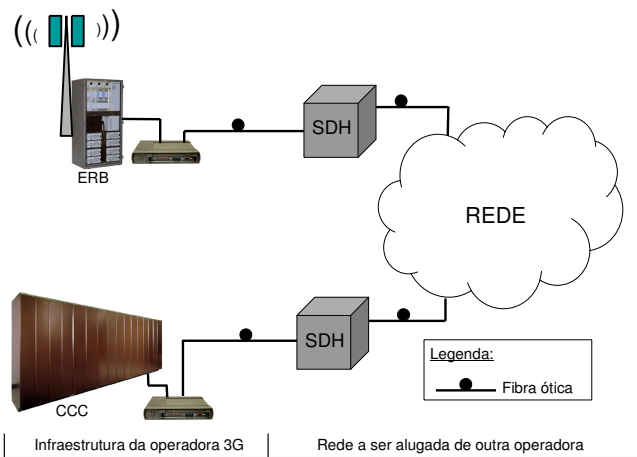 SDH
ERB
REDE
SDH
Legenda:
Fibra ótica
CCC
Infraestrutura da operadora 3G
Rede a ser alugada de outra operadora